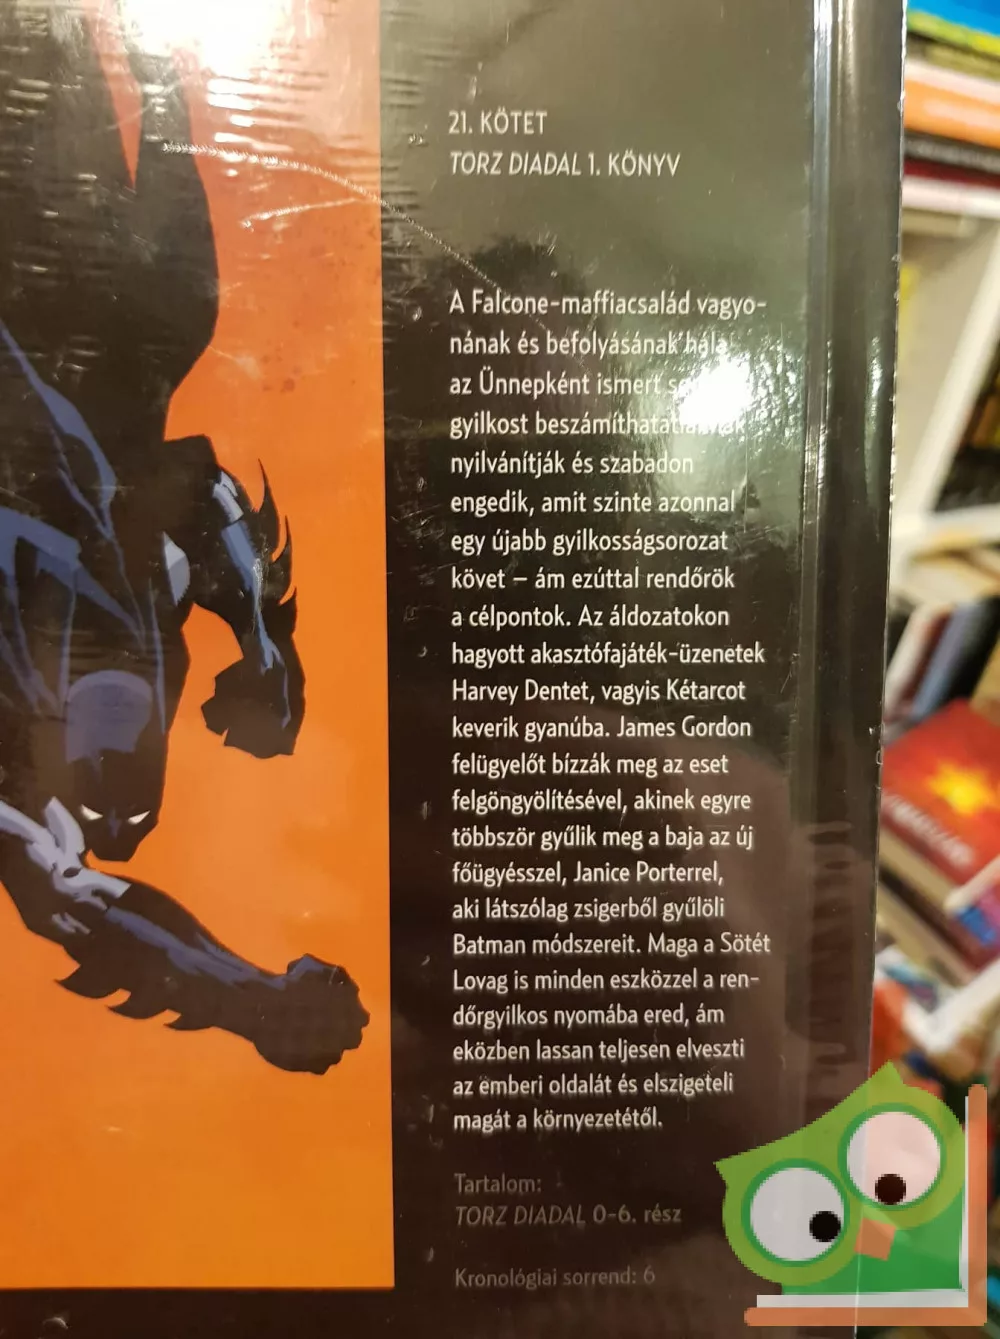 21. KÖTET
TORZ DIADAL 1. KÖNYV
A Falcone-maffiacsalád vagyo-
nának és befolyásának hála
az Ünnepként ismert
gyilkost beszámíthatatlannak
nyilvánítják és szabadon
engedik, amit szinte azonnal
egy újabb gyilkosságsorozat
követ – ám ezúttal rendőrök
a célpontok. Az áldozatokon
hagyott akasztófajáték-üzenetek
Harvey Dentet, vagyis Kétarcot
keverik gyanúba. James Gordon
felügyelőt bízzák meg az eset
felgöngyölítésével, akinek egyre
többször gyűlik meg a baja az új
főügyésszel, Janice Porterrel,
aki látszólag zsigerből gyűlöli
Batman módszereit. Maga a Sötét
Lovag is minden eszközzel a ren-
dőrgyilkos nyomába ered, ám
eközben lassan teljesen elveszti
az emberi oldalát és elszigeteli
magát a környezetétől.
Tartalom:
TORZ DIADAL 0-6. rész
Kronológiai sorrend: 6